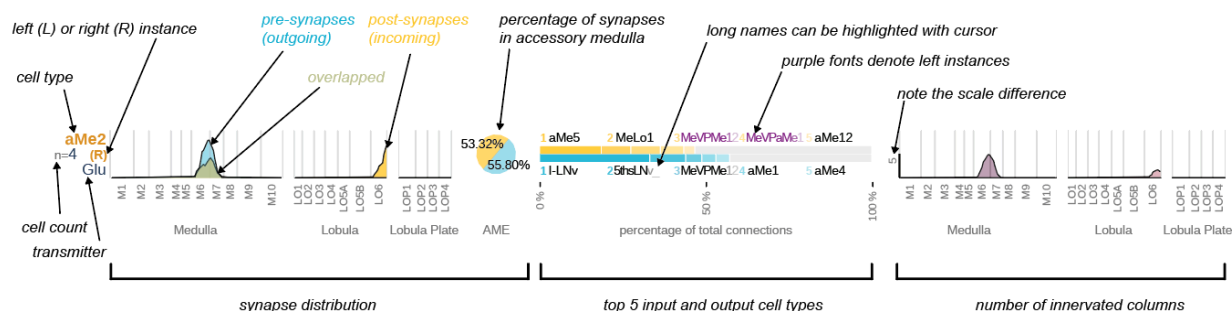 left (L) or right (R) instance
pre-synapses
(outgoing)
post-synapses
(incoming)
percentage of synapses
in accessory medulla
long names can be highlighted with cursor
cell type
overlapped
purple fonts denote left instances
note the scale difference
aMe2
(R)
n=4
Glu
53.32%
55.80%
1 aMe5 2 MeLo1 3 MeVPMe12 4 MeVPaMe1 5 aMe12
1 l-LNv 2 5thsLNv_ 3 MeVPMe12 4 aMe1 5 aMe4
5
M1 M2 M3 M4 M5 M6 M7 M8 M9 M10
LO1 LO2 LO3 LO4 LO5A LO5B LO6
LOP1 LOP2 LOP3 LOP4
0 % 50 % 100 %
M1 M2 M3 M4 M5 M6 M7 M8 M9 M10
LO1 LO2 LO3 LO4 LO5A LO5B LO6
LOP1 LOP2 LOP3 LOP4
cell count
transmitter
Medulla Lobula Lobula Plate AME percentage of total connections Medulla Lobula Lobula Plate
synapse distribution
top 5 input and output cell types
number of innervated columns